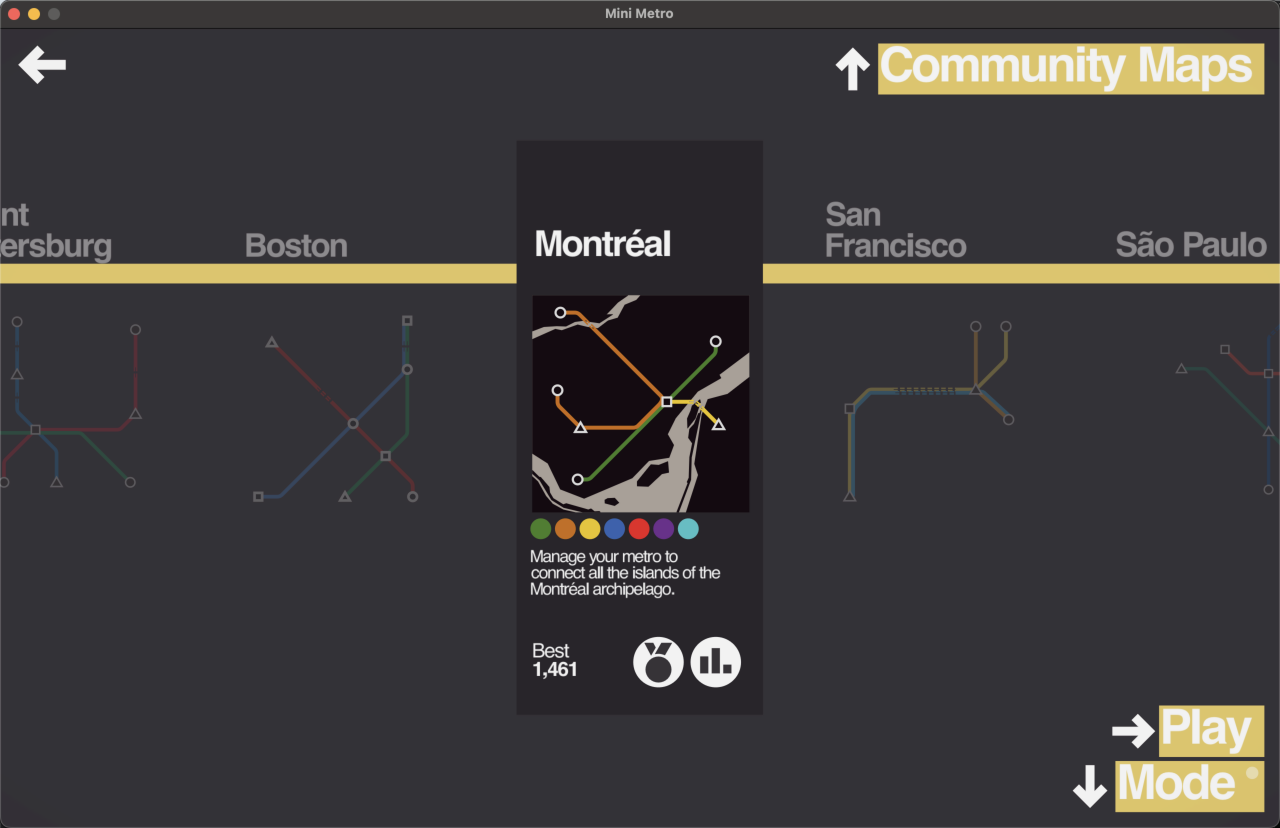 Mini Metro
Community Maps
nt
ersburg
Boston
Montréal
San
Francisco
São Paulo
Manage your metro to
connect all the islands of the
Montréal archipelago.
Best
1,461
Play
Mode